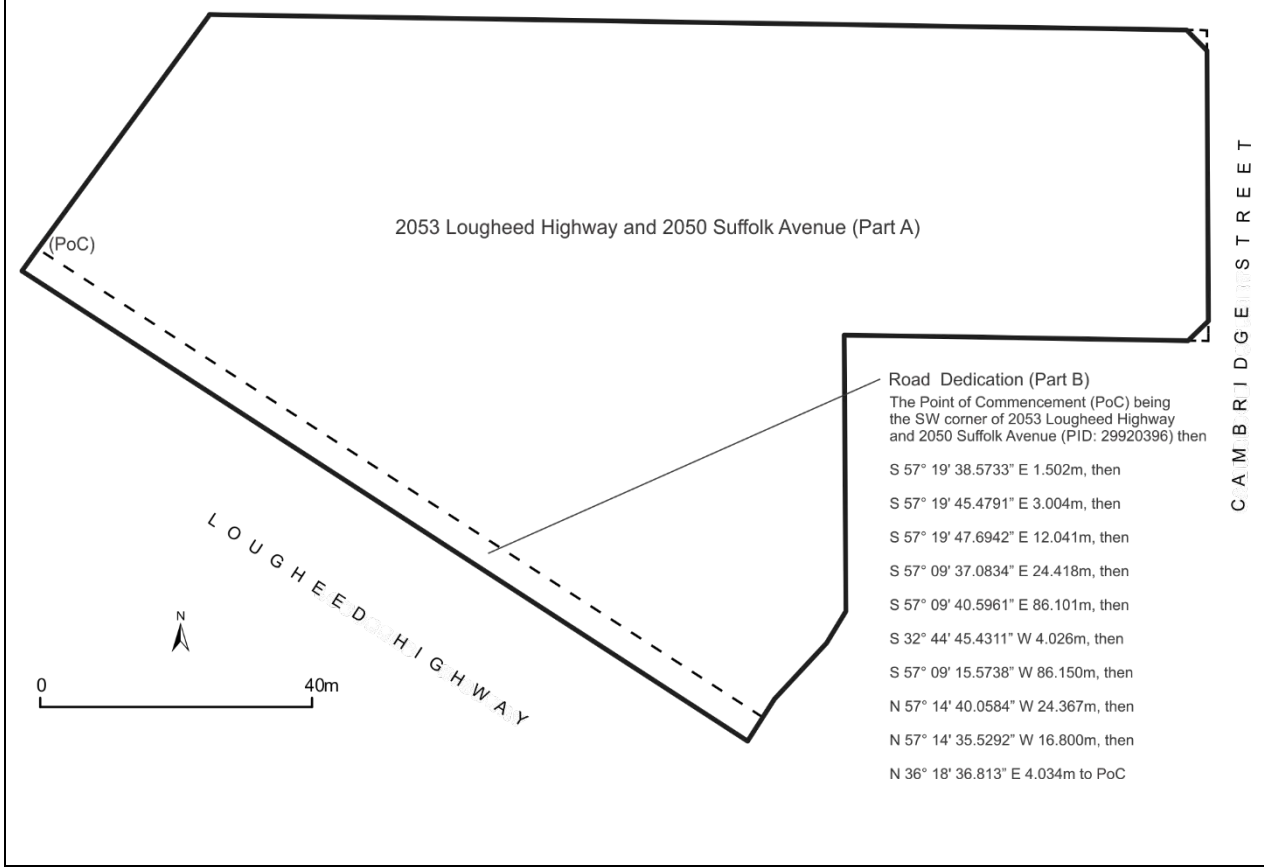 2053 Lougheed Highway and 2050 Suffolk Avenue (Part A)
(PoC)
CAMBRIDGE STREET
Road Dedication (Part B)
The Point of Commencement (PoC) being
the SW corner of 2053 Lougheed Highway
and 2050 Suffolk Avenue (PID: 29920396) then
S 57° 19' 38.5733" E 1.502m, then
S 57° 19' 45.4791" E 3.004m, then
S 57° 19' 47.6942" E 12.041m, then
S 57° 09' 37.0834" E 24.418m, then
S 57° 09' 40.5961" E 86.101m, then
S 32° 44' 45.4311" W 4.026m, then
S 57° 09' 15.5738" W 86.150m, then
N 57° 14' 40.0584" W 24.367m, then
N 57° 14' 35.5292" W 16.800m, then
N 36° 18' 36.813" E 4.034m to PoC
LOUGHEED HIGHWAY
N
0 40m